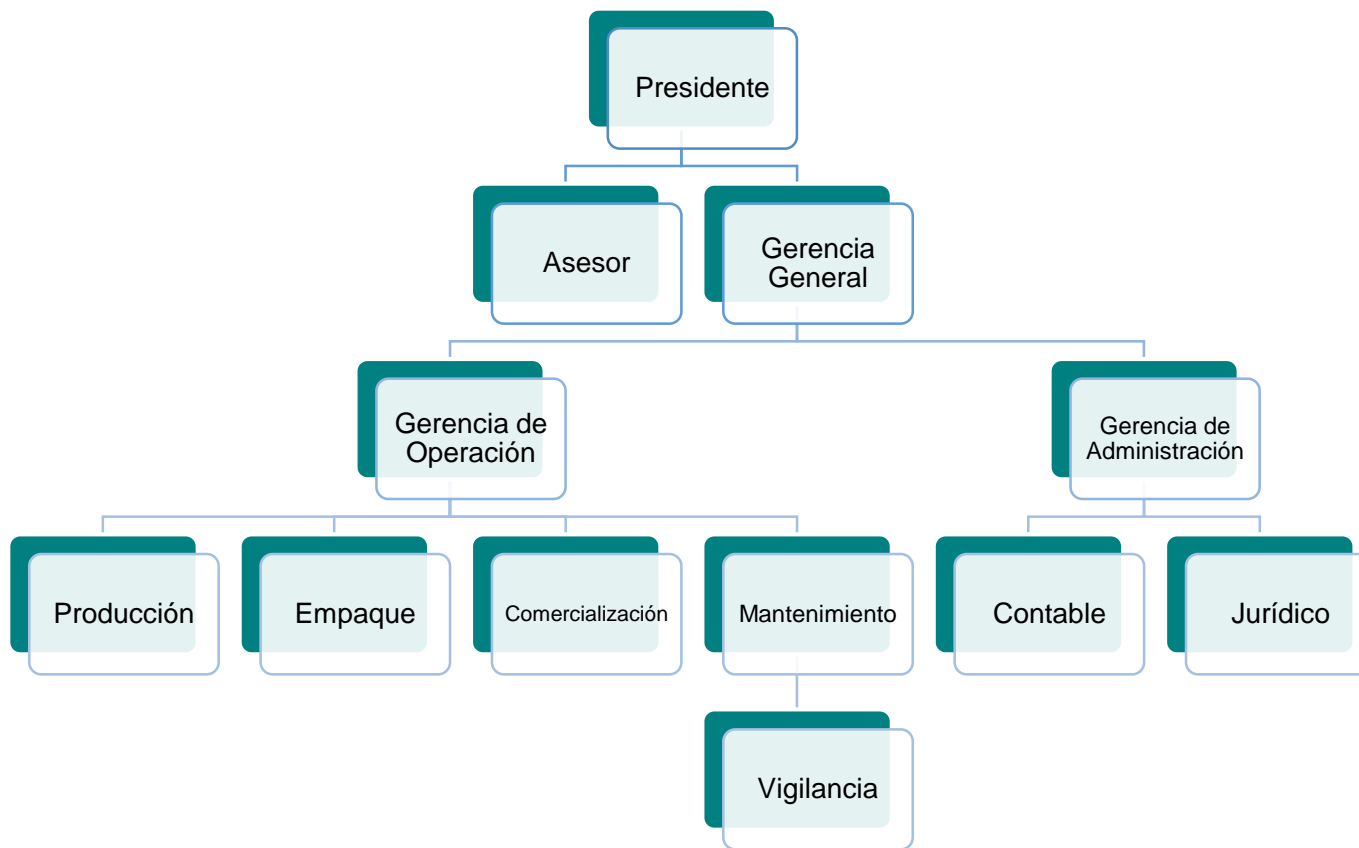 Presidente
Asesor
Gerencia
General
Gerencia de
Operación
Gerencia de
Administración
Producción
Empaque
Comercialización
Mantenimiento
Contable
Jurídico
Vigilancia